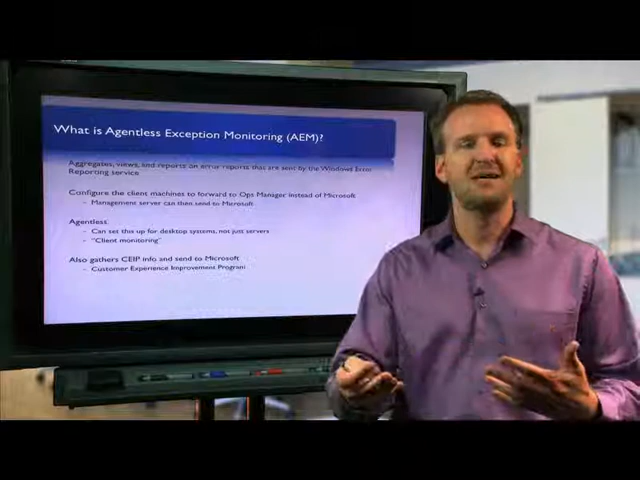 What is Agentless Exception Monitoring (AEM)?
Aggregates, views, and reports on error reports that are sent by the Windows Error
Reporting service
Configure the client machines to forward to Ops Manager instead of Microsoft
– Management server can then send to Microsoft
Agentless
– Can set this up for desktop systems, not just servers
– "Client monitoring"
Also gathers CEIP info and send to Microsoft
– Customer Experience Improvement Program